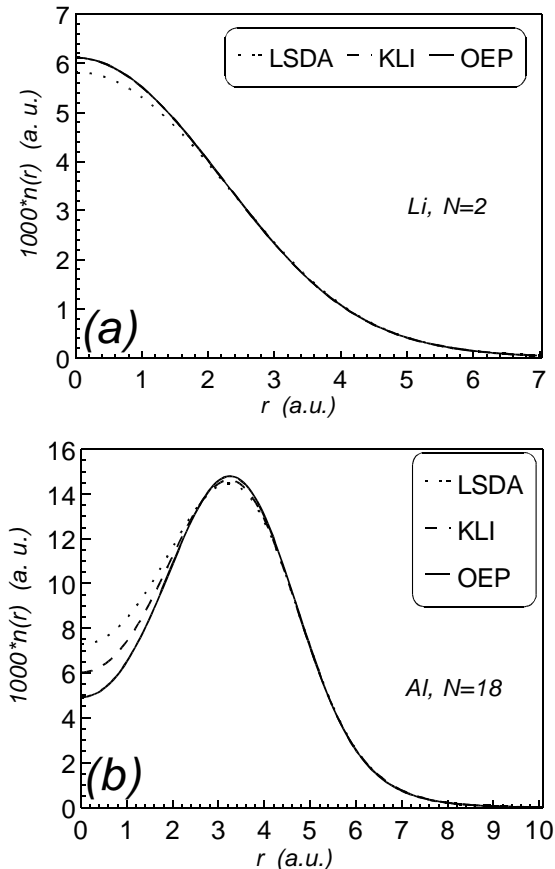 7
6
5
4
3
2
1
0
1000*n(r) (a. u.)
LSDA KLI OEP
Li, N=2
(a)
0 1 2 3 4 5 6 7
r (a.u.)
16
14
12
10
8
6
4
2
0
1000*n(r) (a. u.)
LSDA
KLI
OEP
Al, N=18
(b)
0 1 2 3 4 5 6 7 8 9 10
r (a.u.)